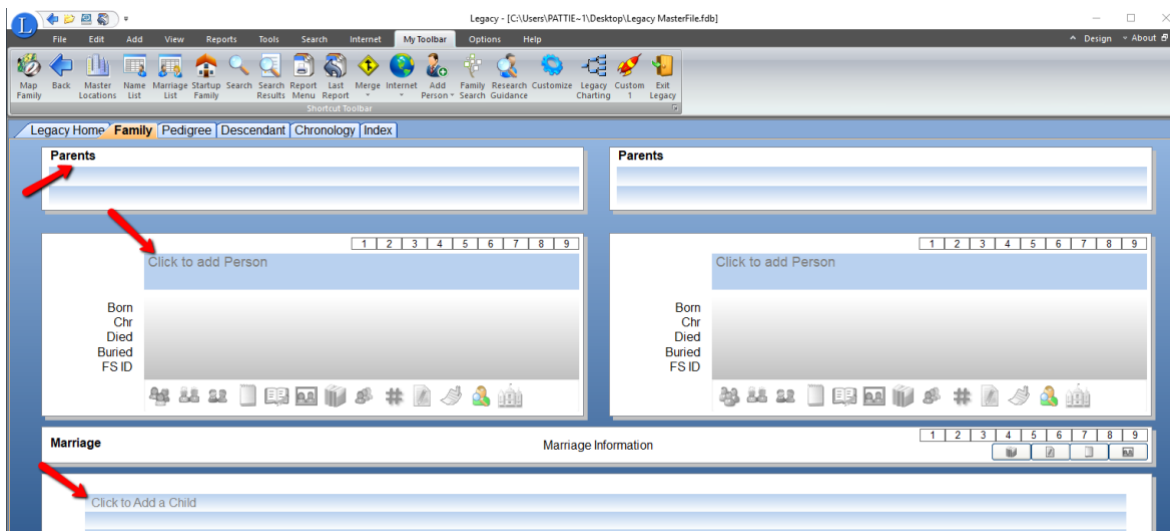 L
Legacy - [C:\Users\PATTIE~1\Desktop\Legacy MasterFile.fdb]
File Edit Add View Reports Tools Search Internet My Toolbar Options Help Design About
Map Family Back Master Locations Name List Marriage List Startup Family Search Search Results Report Menu Last Report Merge Internet Add Person Family Search Research Guidance Customize Legacy Charting Custom 1 Exit Legacy
Shortcut Toolbar
Legacy Home Family Pedigree Descendant Chronology Index
Parents Parents
1 2 3 4 5 6 7 8 9 1 2 3 4 5 6 7 8 9
Click to add Person Click to add Person
Born Born
Chr Chr
Died Died
Buried Buried
FS ID FS ID
Marriage Marriage Information 1 2 3 4 5 6 7 8 9
Click to Add a Child